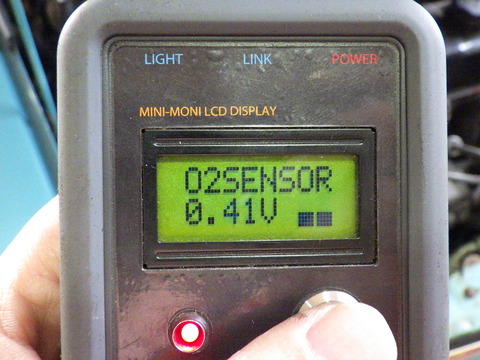 LIGHT LINK POWER
MINI-MONI LCD DISPLAY
O2SENSOR
0.41V